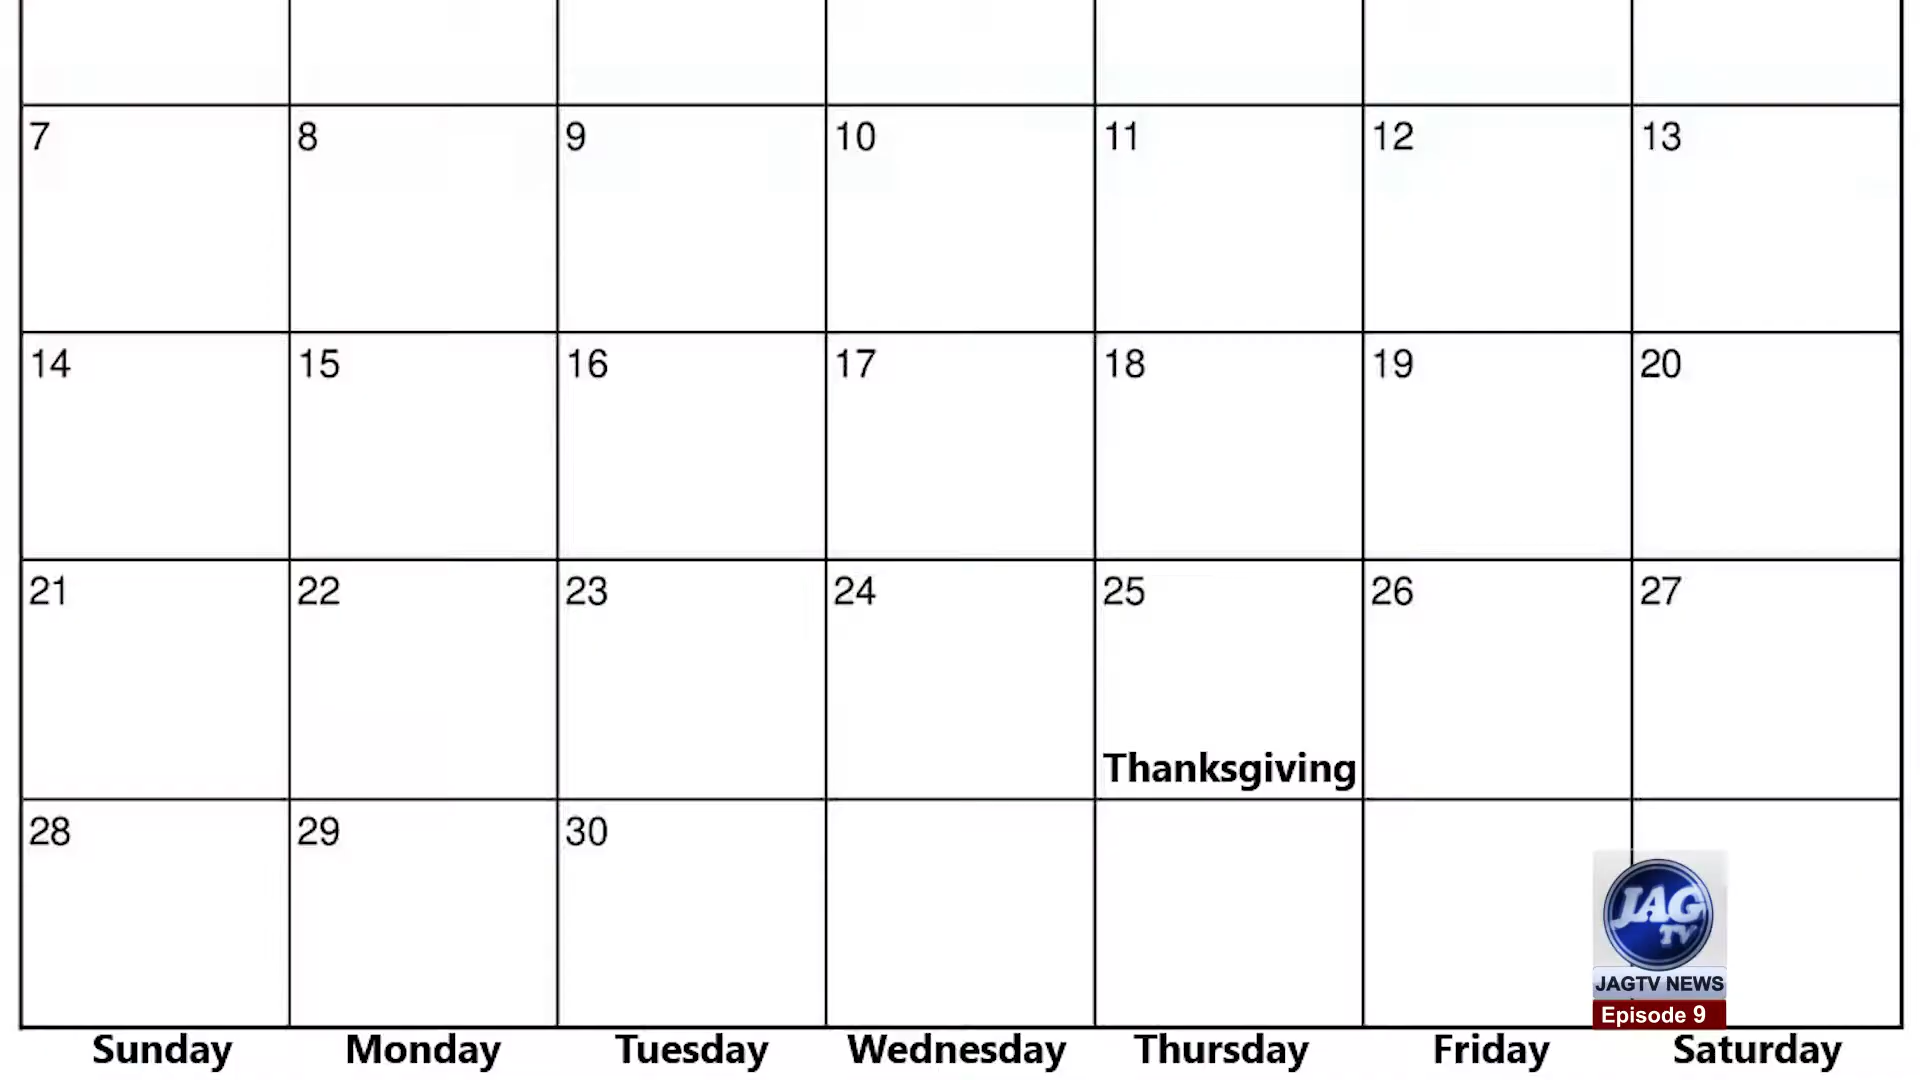 7 8 9 10 11 12 13
14 15 16 17 18 19 20
21 22 23 24 25 26 27
Thanksgiving
28 29 30
JAG
TV
JAGTV NEWS
Episode 9
Sunday Monday Tuesday Wednesday Thursday Friday Saturday